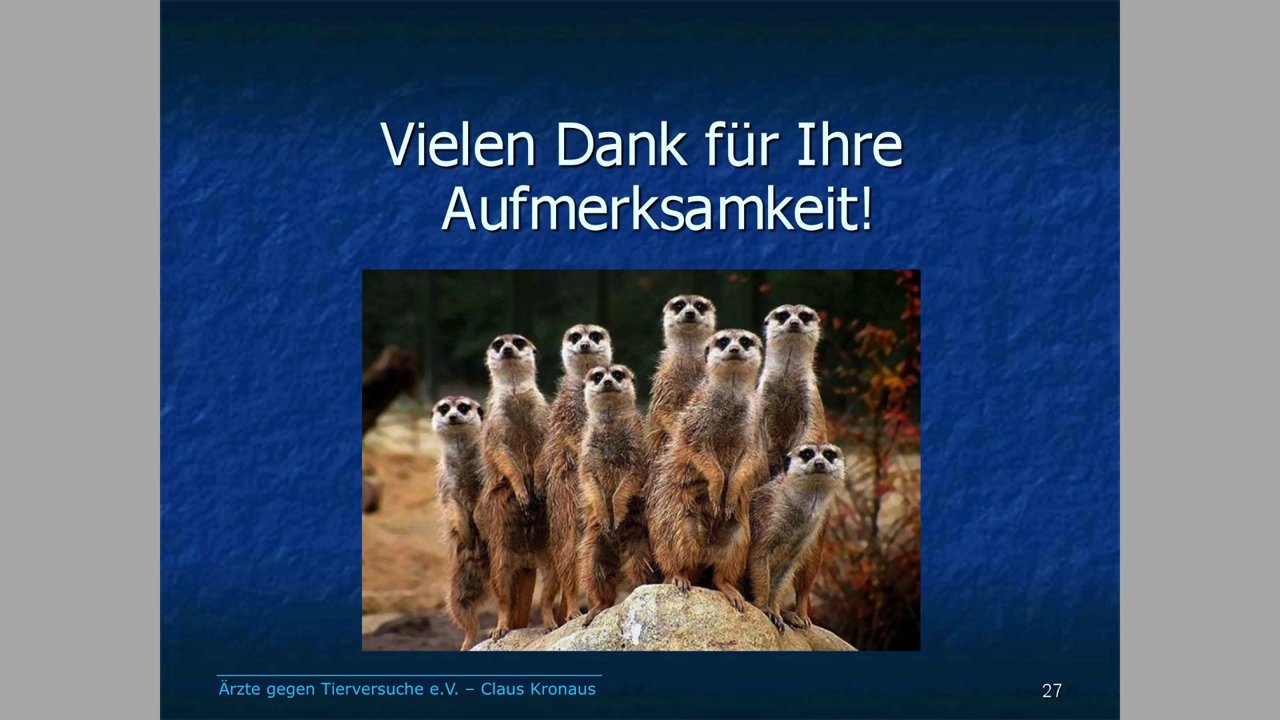 Vielen Dank für Ihre
Aufmerksamkeit!
Ärzte gegen Tierversuche e.V. – Claus Kronaus
27